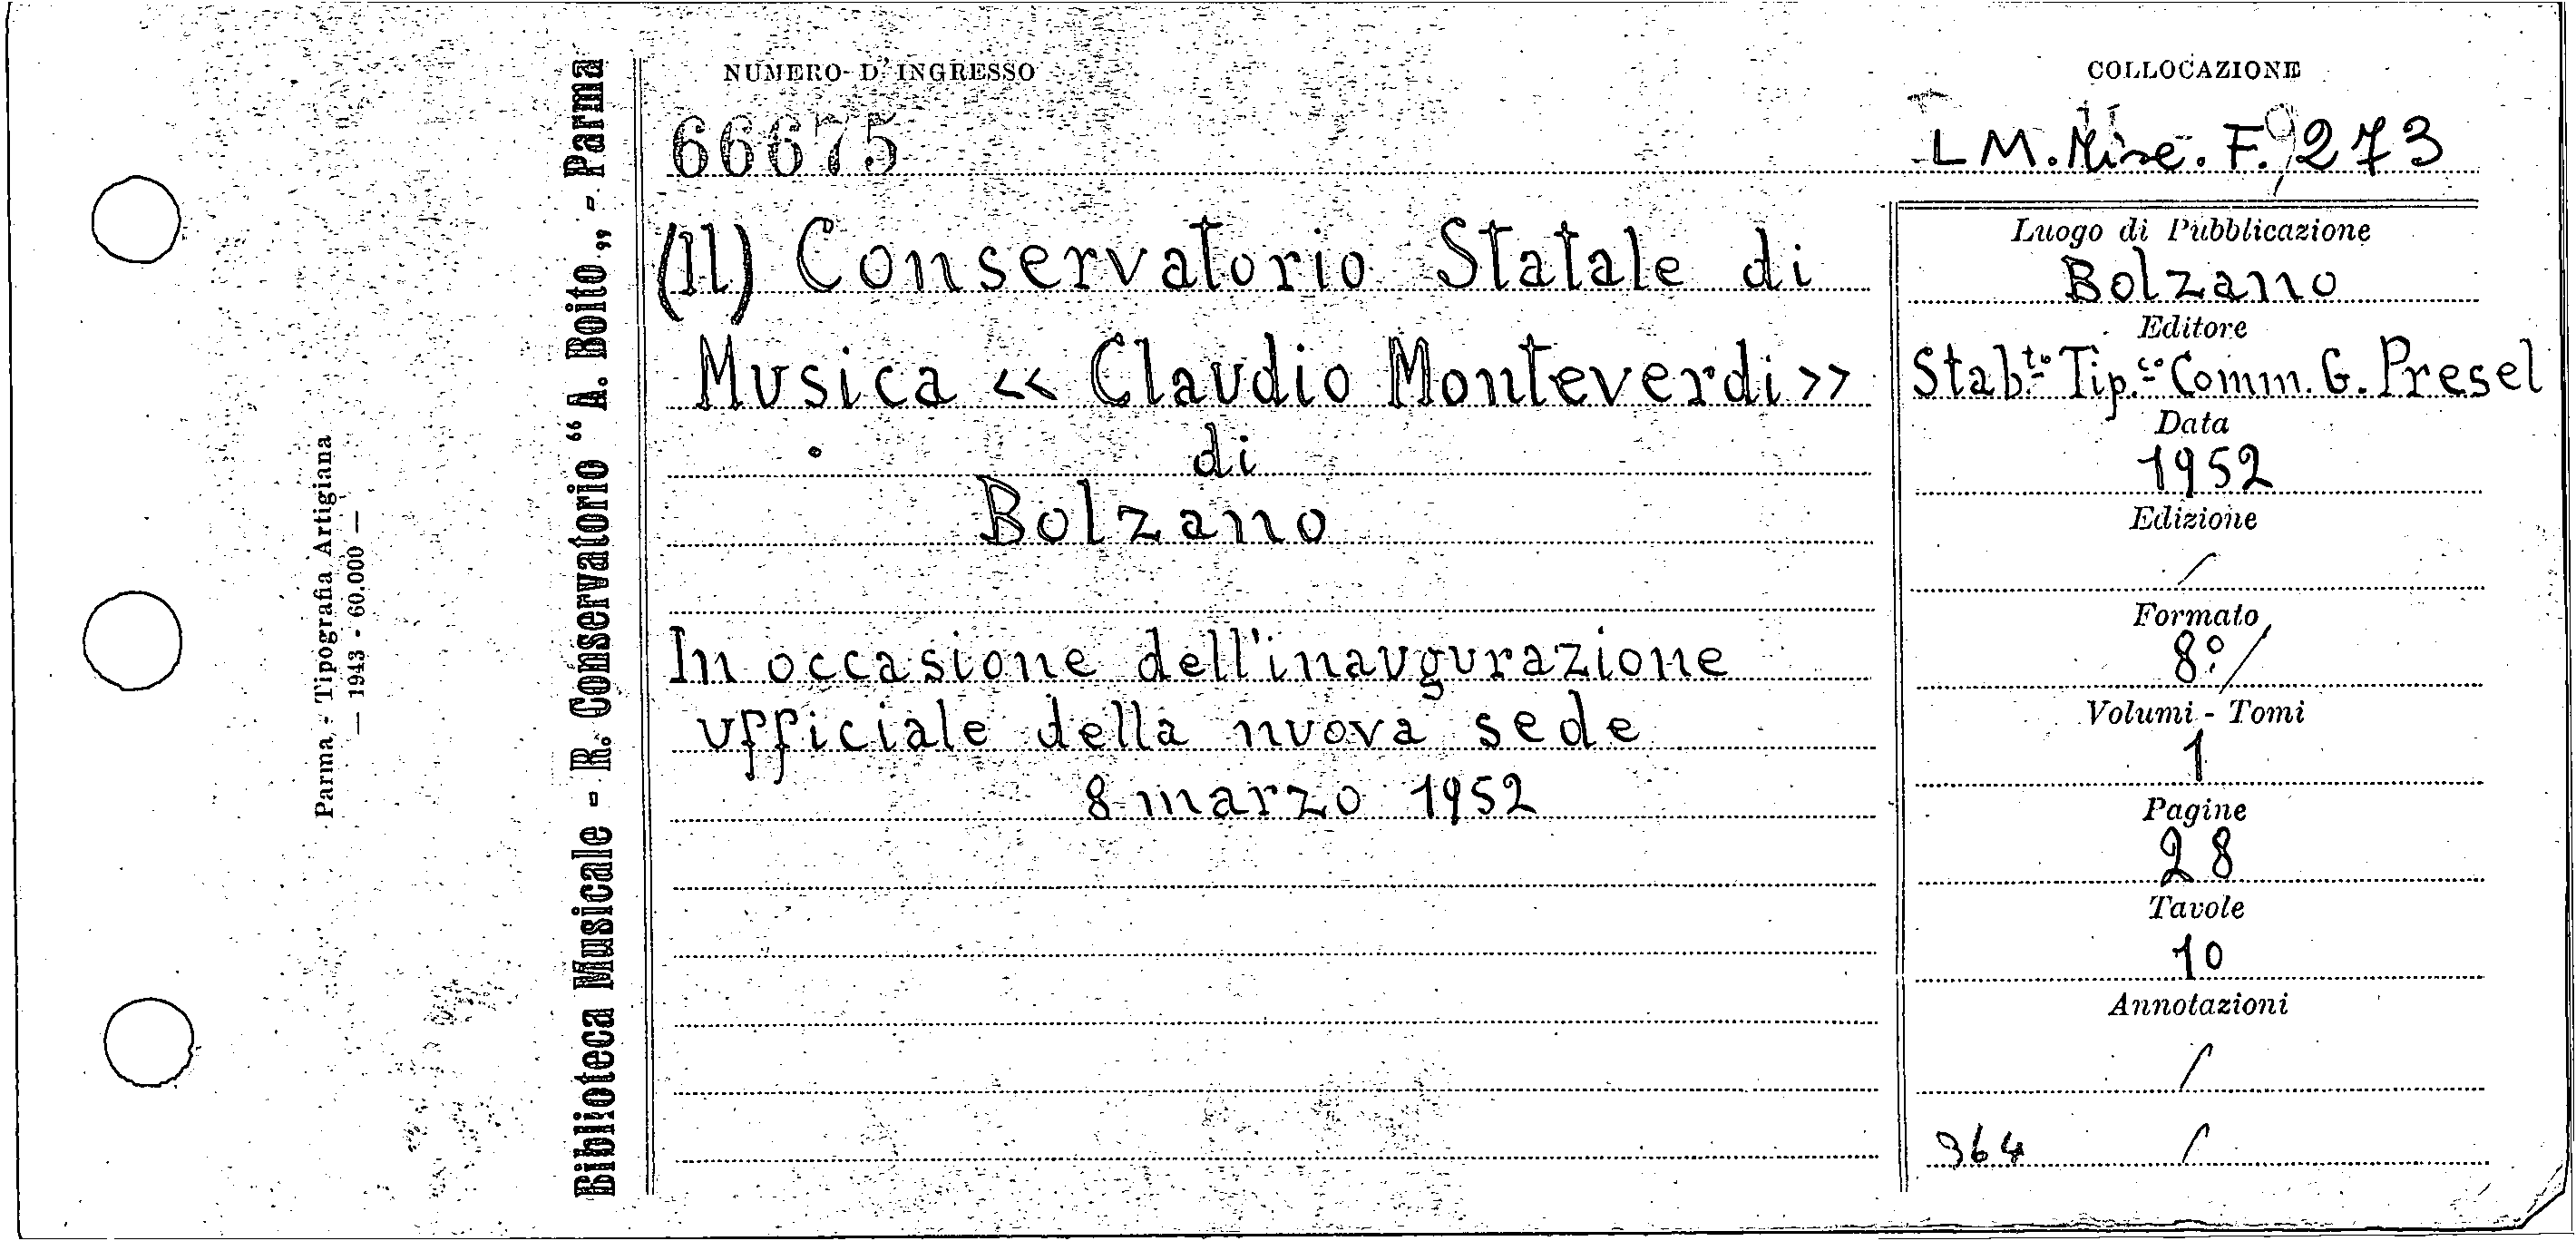 NUMERO D'INGRESSO
66675
COLLOCAZIONE
LM. Misc. F. 273
(Il) Conservatorio Statale di
Musica « Claudio Monteverdi »
di
Bolzano
In occasione dell'inaugurazione
ufficiale della nuova sede
8 marzo 1952
Luogo di Pubblicazione
Bolzano
Editore
Stab.to Tip.co Comm. G. Presel
Data
1952
Edizione
/
Formato
8º/
Volumi - Tomi
1
Pagine
28
Tavole
10
Annotazioni
/
964 /
Biblioteca Musicale - R. Conservatorio “ A. Boito „ - Parma
Parma - Tipografia Artigiana
— 1943 - 60.000 —